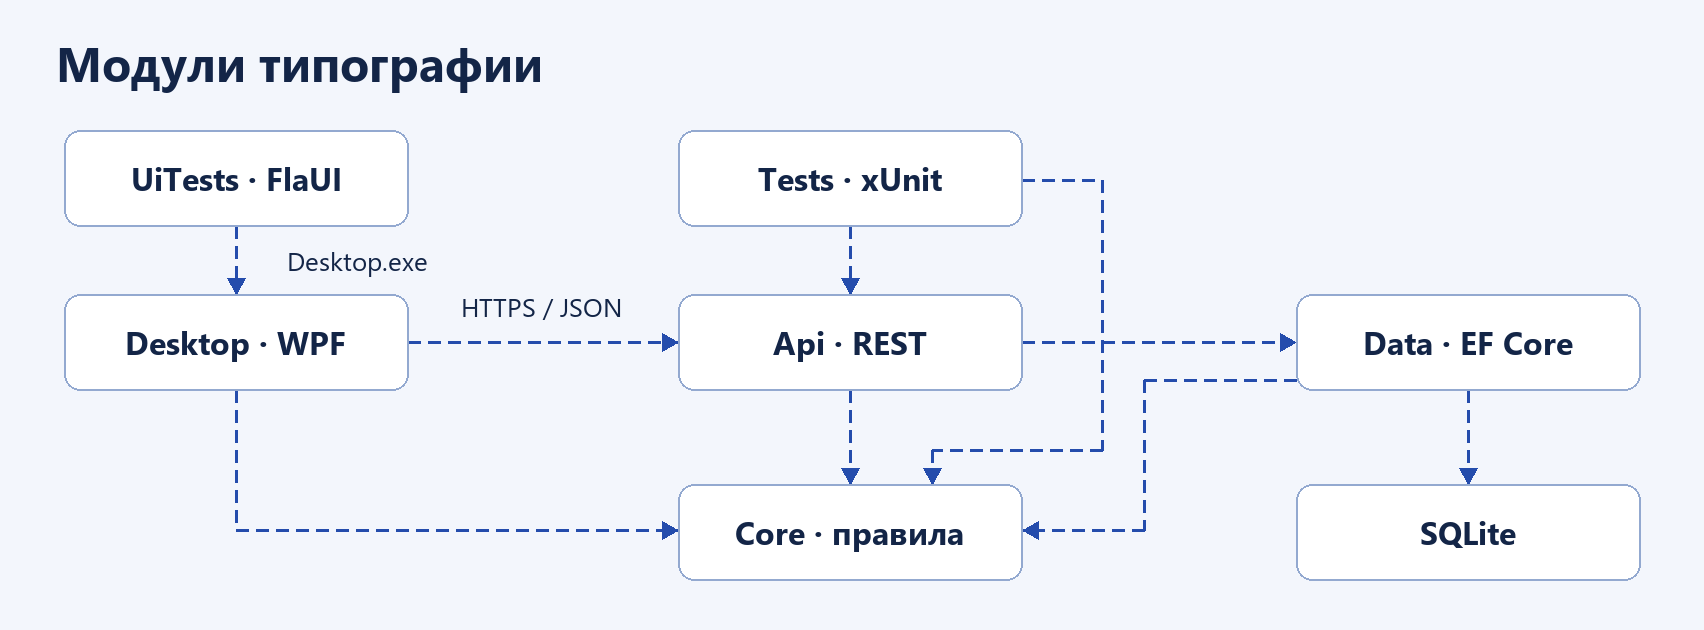 Модули типографии
UiTests · FlaUI
Tests · xUnit
Desktop.exe
HTTPS / JSON
Desktop · WPF
Api · REST
Data · EF Core
Core · правила
SQLite